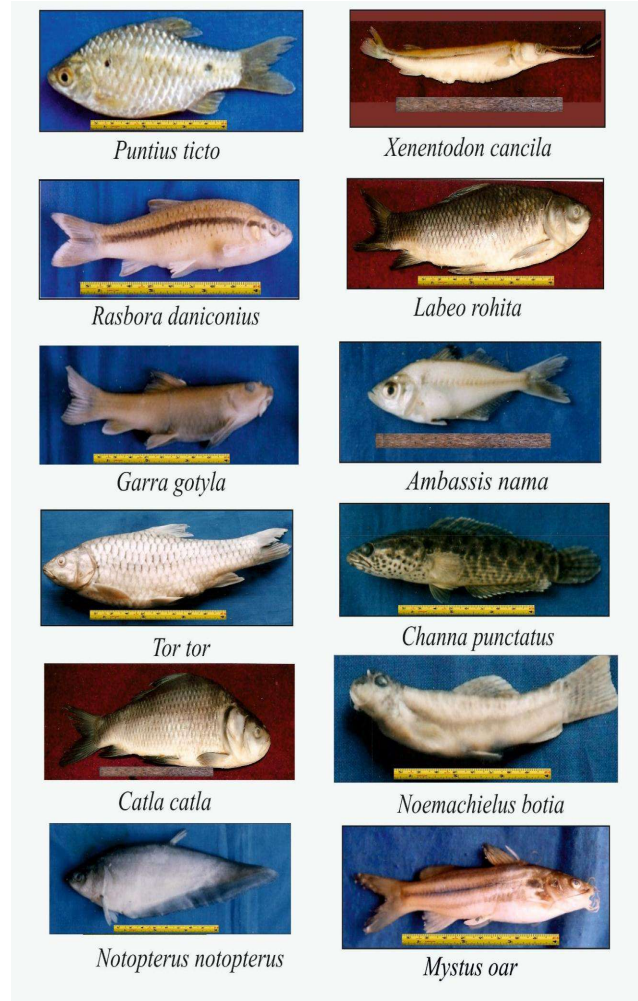 Puntius ticto
Xenentodon cancila
Rasbora daniconius
Labeo rohita
Garra gotyla
Ambassis nama
Tor tor
Channa punctatus
Catla catla
Noemachielus botia
Notopterus notopterus
Mystus oar